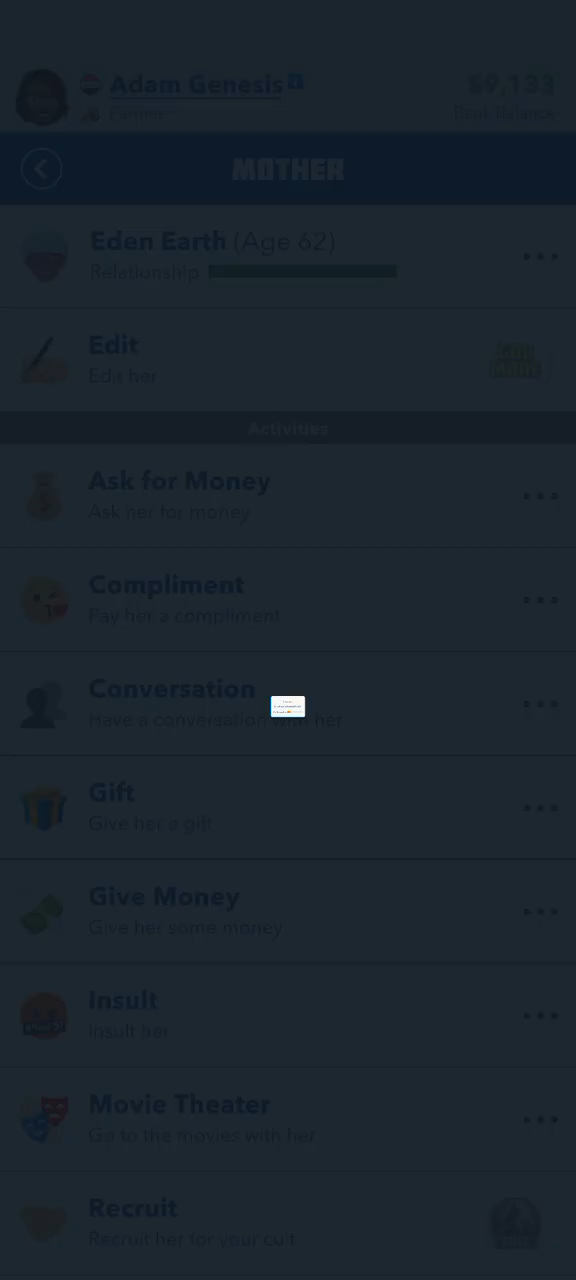 Adam Genesis
$9,133
Farmer
Bank Balance
MOTHER
Eden Earth (Age 62)
Relationship
Edit
Edit her
GOD MODE
Activities
Ask for Money
Ask her for money
Compliment
Pay her a compliment
Conversation
Have a conversation with her
Gift
Give her a gift
Give Money
Give her some money
Insult
Insult her
Movie Theater
Go to the movies with her
Recruit
Recruit her for your cult